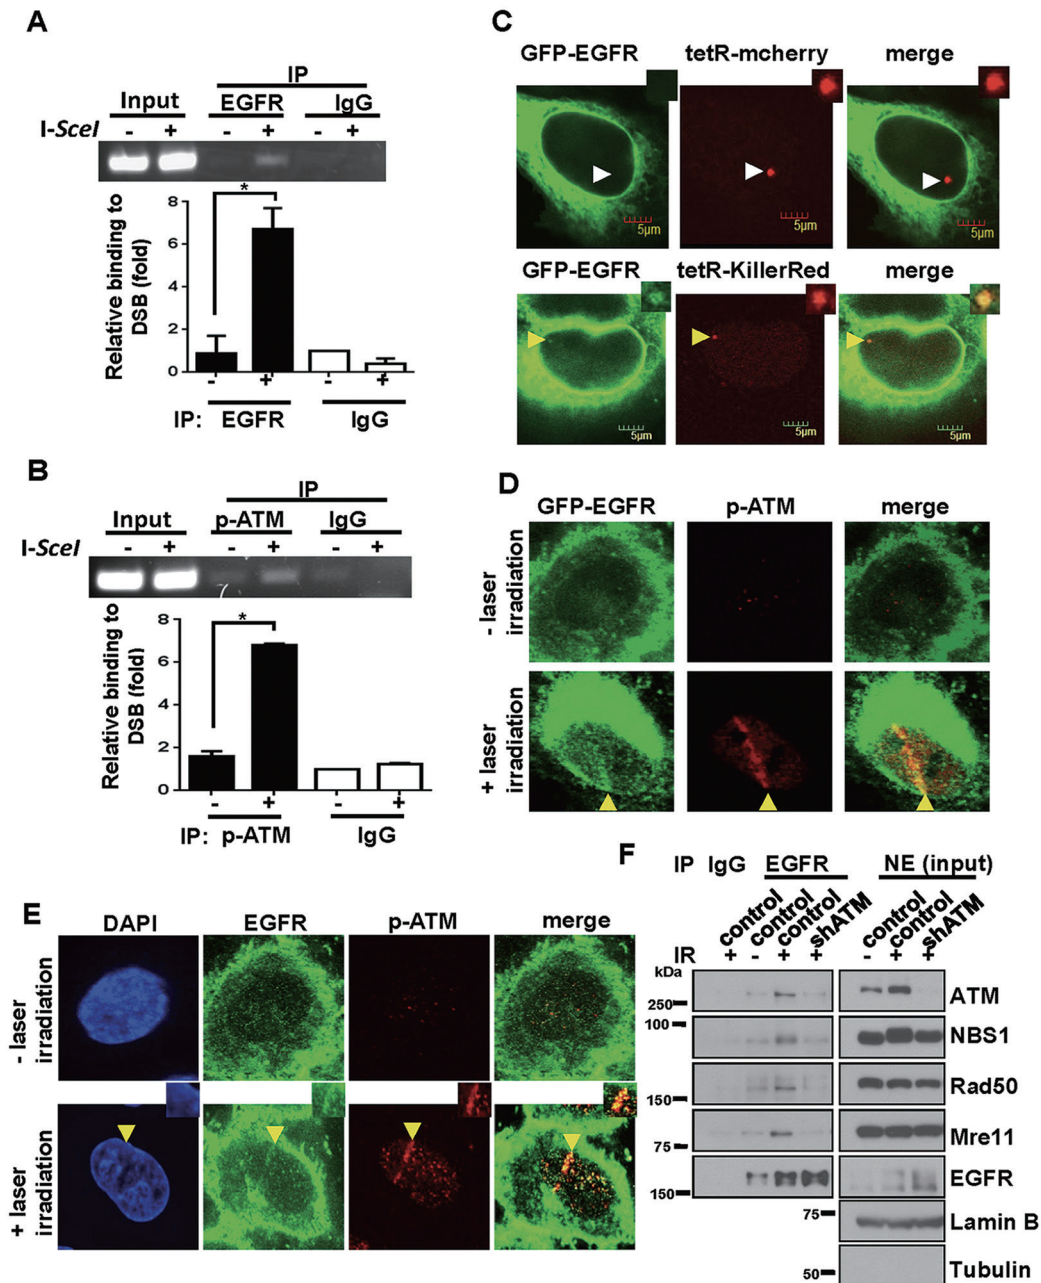 A
IP
Input EGFR IgG
I-SceI - + - + - +
Relative binding to
DSB (fold)
8
6
4
2
0
*
- + - +
IP: EGFR IgG
B
IP
Input p-ATM IgG
I-SceI - + - + - +
Relative binding to
DSB (fold)
8
6
4
2
0
*
- + - +
IP: p-ATM IgG
C
GFP-EGFR tetR-mcherry merge
5µm 5µm 5µm
GFP-EGFR tetR-KillerRed merge
5µm 5µm 5µm
D
GFP-EGFR p-ATM merge
- laser
irradiation
+ laser
irradiation
E
DAPI EGFR p-ATM merge
- laser
irradiation
+ laser
irradiation
F
IP IgG EGFR NE (input)
control control control shATM control control shATM
IR + - + + - + +
kDa
250 ATM
100 NBS1
150 Rad50
75 Mre11
150 EGFR
75 Lamin B
50 Tubulin